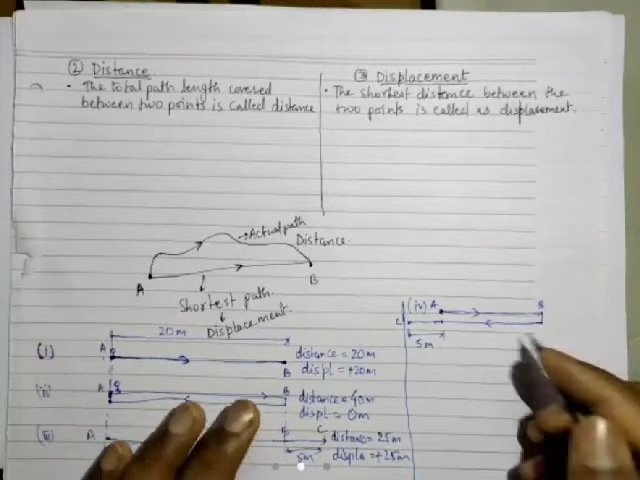 ② Distance
• The total path length covered
between two points is called distance
③ Displacement
• The shortest distance between the
two points is called as displacement.
→Actual path
Distance.
A
B
Shortest path
Displacement.
20m
(i)
A
B
distance = 20m
displ = +20m
(ii)
A
B
distance = 40m
displ = 0m
(iii)
A
B
C
5m
distance = 25m
displa = +25m
(iv)
A
B
C
5m